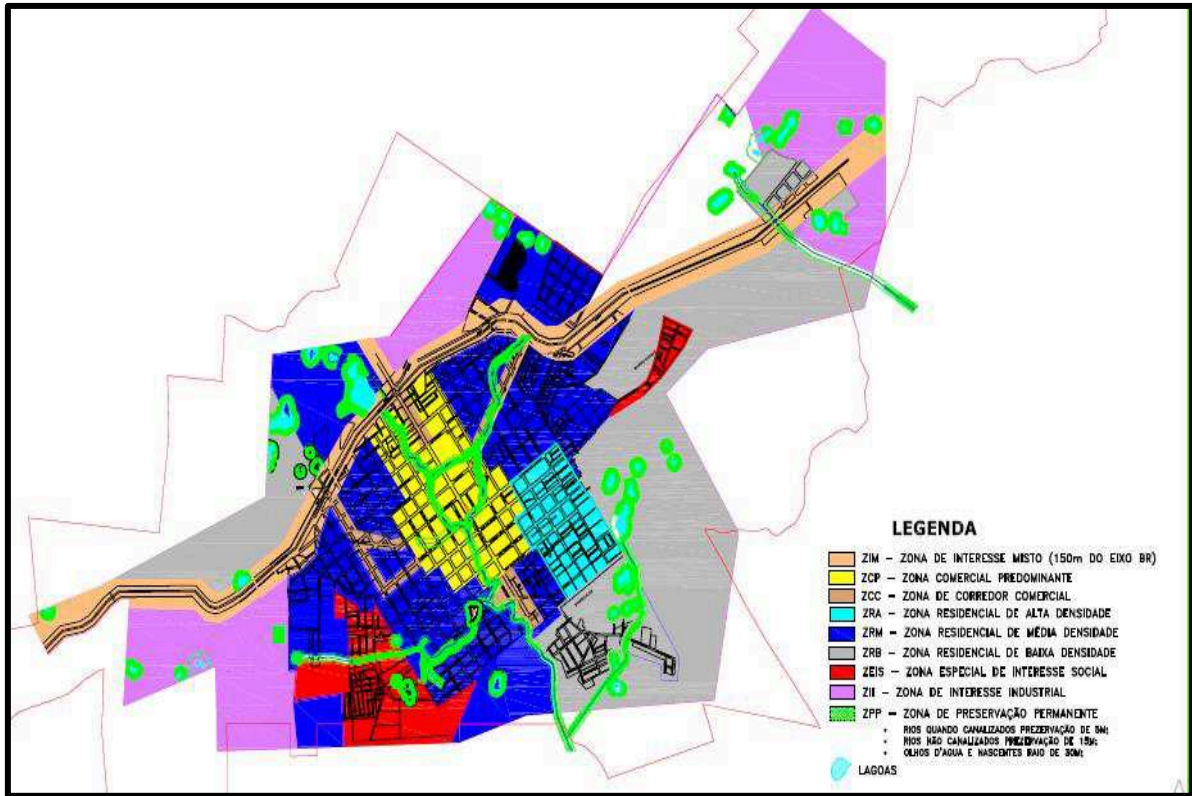 LEGENDA
ZIM – ZONA DE INTERESSE MISTO (150m DO EIXO BR)
ZCP – ZONA COMERCIAL PREDOMINANTE
ZCC – ZONA DE CORREDOR COMERCIAL
ZRA – ZONA RESIDENCIAL DE ALTA DENSIDADE
ZRM – ZONA RESIDENCIAL DE MÉDIA DENSIDADE
ZRB – ZONA RESIDENCIAL DE BAIXA DENSIDADE
ZEIS – ZONA ESPECIAL DE INTERESSE SOCIAL
ZII – ZONA DE INTERESSE INDUSTRIAL
ZPP – ZONA DE PRESERVAÇÃO PERMANENTE
• RIOS QUANDO CANALIZADOS PREZERVAÇÃO DE 5M;
• RIOS NÃO CANALIZADOS PREZERVAÇÃO DE 15M;
• OLHOS D'AGUA E NASCENTES RAIO DE 30M;
LAGOAS